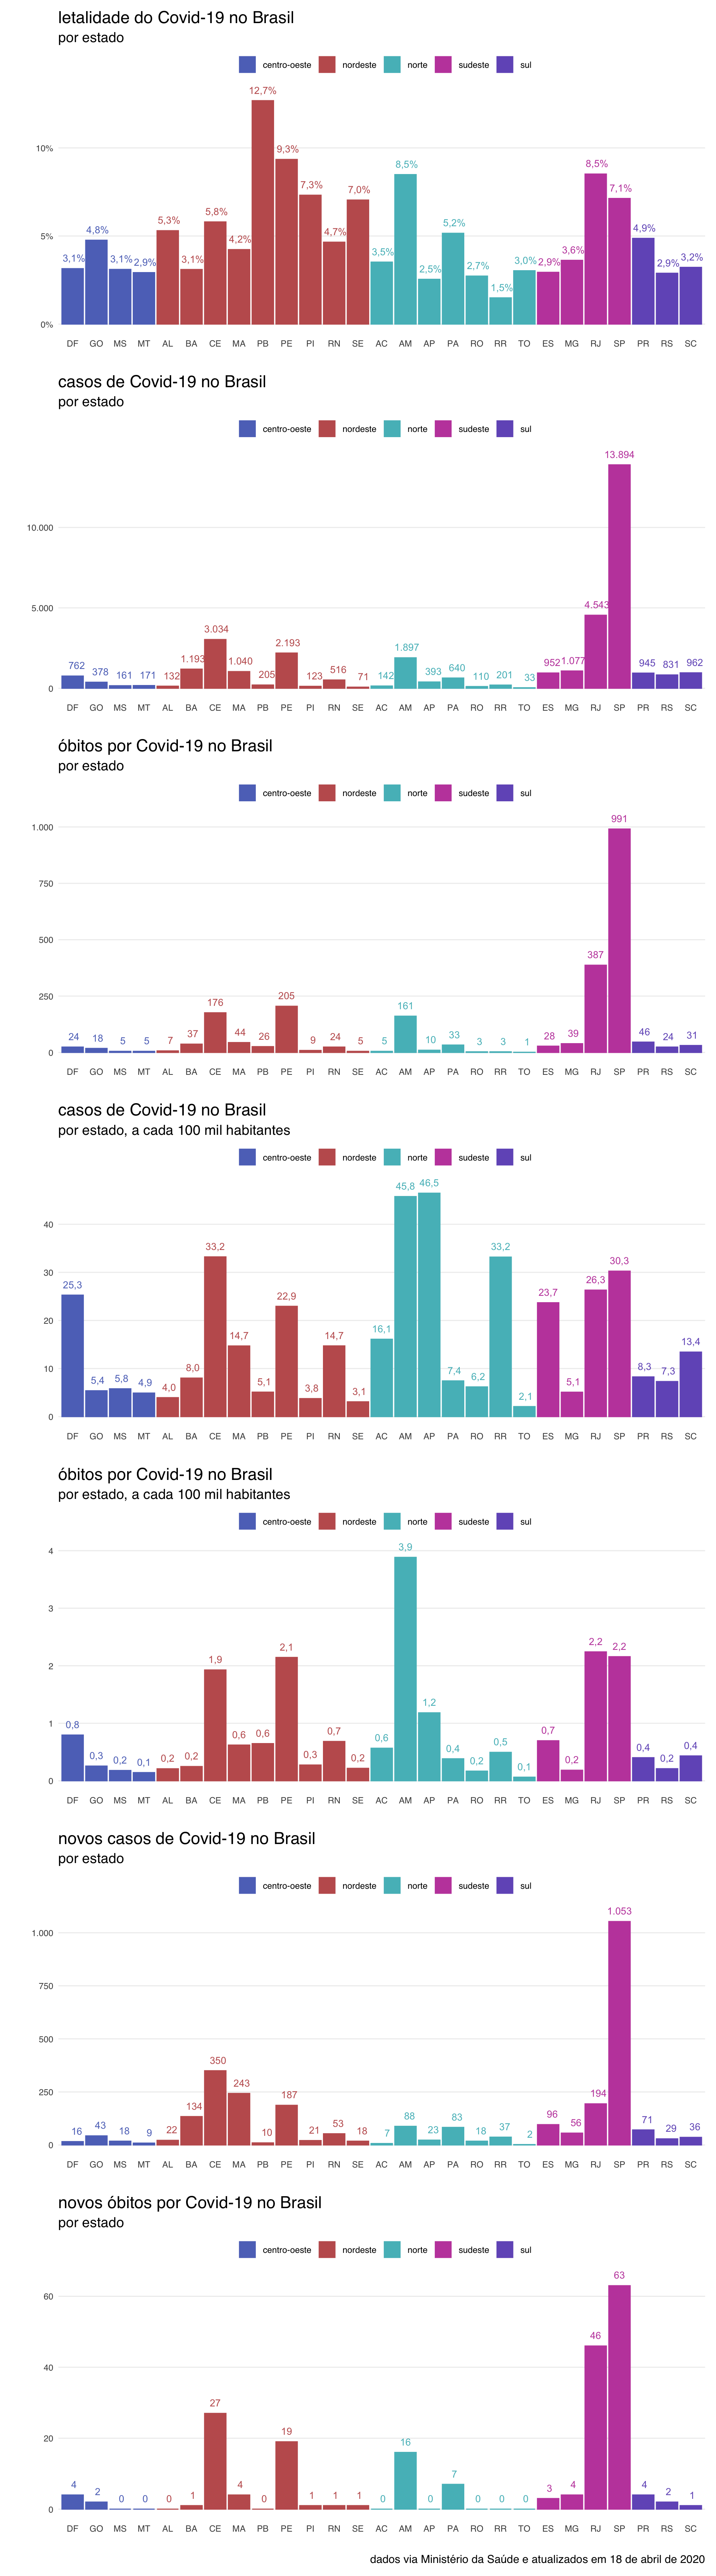 letalidade do Covid-19 no Brasil
por estado
centro-oeste nordeste norte sudeste sul
12,7%
9,3%
8,5% 8,5%
7,3% 7,0% 7,1%
5,8%
5,3% 5,2%
4,8% 4,7% 4,9%
4,2%
3,1% 3,1% 2,9% 3,1% 3,5% 2,5% 2,7% 1,5% 3,0% 2,9% 3,6% 2,9% 3,2%
10%
5%
0%
DF GO MS MT AL BA CE MA PB PE PI RN SE AC AM AP PA RO RR TO ES MG RJ SP PR RS SC
casos de Covid-19 no Brasil
por estado
centro-oeste nordeste norte sudeste sul
13.894
10.000
5.000
4.543
3.034
2.193
1.897
762 378 161 171 132 1.193 1.040 205 123 516 71 142 393 640 110 201 33 952 1.077 945 831 962
0
DF GO MS MT AL BA CE MA PB PE PI RN SE AC AM AP PA RO RR TO ES MG RJ SP PR RS SC
óbitos por Covid-19 no Brasil
por estado
centro-oeste nordeste norte sudeste sul
1.000
991
750
500
387
250
176 205 161
24 18 5 5 7 37 44 26 9 24 5 5 10 33 3 3 1 28 39 46 24 31
0
DF GO MS MT AL BA CE MA PB PE PI RN SE AC AM AP PA RO RR TO ES MG RJ SP PR RS SC
casos de Covid-19 no Brasil
por estado, a cada 100 mil habitantes
centro-oeste nordeste norte sudeste sul
45,8 46,5
40
33,2 33,2
30
30,3
25,3 22,9 23,7 26,3
20
14,7 14,7 16,1 13,4
10
5,4 5,8 4,9 4,0 8,0 5,1 3,8 3,1 7,4 6,2 2,1 5,1 8,3 7,3
0
DF GO MS MT AL BA CE MA PB PE PI RN SE AC AM AP PA RO RR TO ES MG RJ SP PR RS SC
óbitos por Covid-19 no Brasil
por estado, a cada 100 mil habitantes
centro-oeste nordeste norte sudeste sul
4
3,9
3
2
1,9 2,1 2,2 2,2
1,2
1
0,8 0,3 0,2 0,1 0,2 0,2 0,6 0,6 0,3 0,7 0,2 0,6 0,4 0,2 0,5 0,1 0,7 0,2 0,4 0,2 0,4
0
DF GO MS MT AL BA CE MA PB PE PI RN SE AC AM AP PA RO RR TO ES MG RJ SP PR RS SC
novos casos de Covid-19 no Brasil
por estado
centro-oeste nordeste norte sudeste sul
1.053
1.000
750
500
350
250
243
187 194
134
16 43 18 9 22 10 21 53 18 7 88 23 83 18 37 2 96 56 71 29 36
0
DF GO MS MT AL BA CE MA PB PE PI RN SE AC AM AP PA RO RR TO ES MG RJ SP PR RS SC
novos óbitos por Covid-19 no Brasil
por estado
centro-oeste nordeste norte sudeste sul
63
60
46
40
27
20
19
16
4 2 0 0 0 1 4 0 1 1 1 0 0 7 0 0 0 3 4 4 2 1
0
DF GO MS MT AL BA CE MA PB PE PI RN SE AC AM AP PA RO RR TO ES MG RJ SP PR RS SC
dados via Ministério da Saúde e atualizados em 18 de abril de 2020